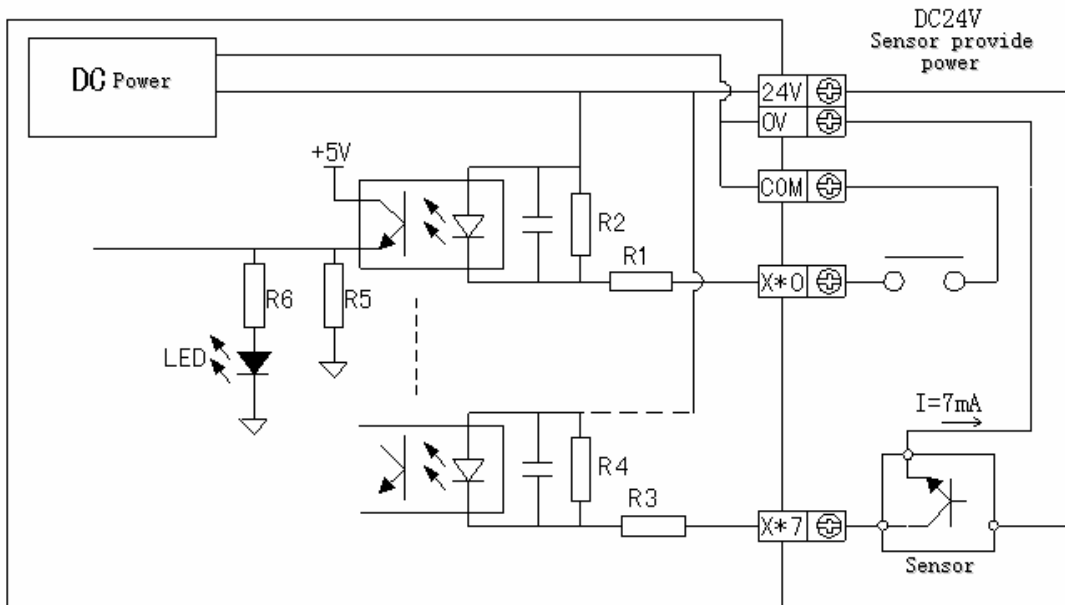 DC24V
Sensor provide
power
DC Power
24V
0V
+5V
COM
R2
R1
X*0
R6
R5
LED
I=7mA
R4
R3
X*7
Sensor